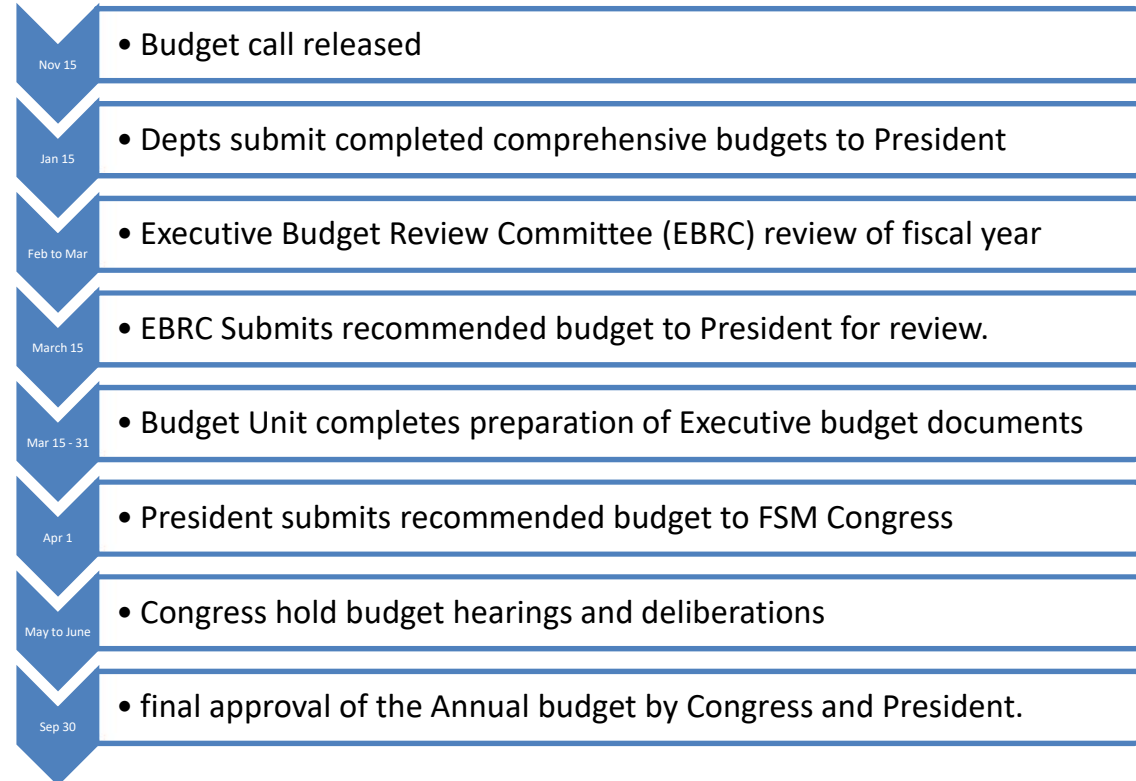 Nov 15
• Budget call released
Jan 15
• Depts submit completed comprehensive budgets to President
Feb to Mar
• Executive Budget Review Committee (EBRC) review of fiscal year
March 15
• EBRC Submits recommended budget to President for review.
Mar 15 - 31
• Budget Unit completes preparation of Executive budget documents
Apr 1
• President submits recommended budget to FSM Congress
May to June
• Congress hold budget hearings and deliberations
Sep 30
• final approval of the Annual budget by Congress and President.